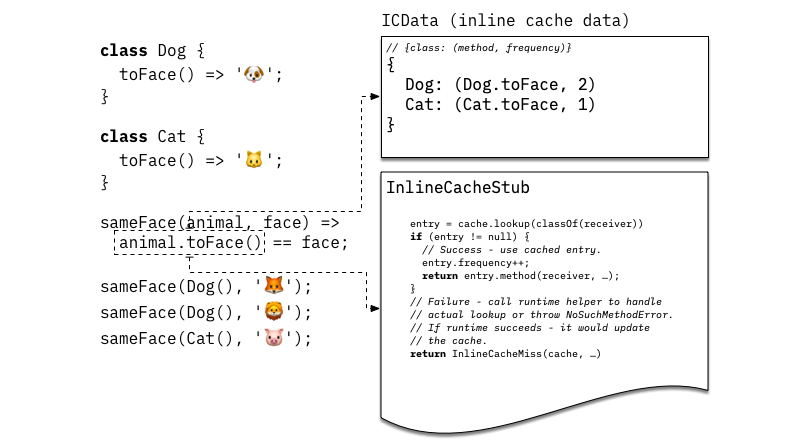 class Dog {
  toFace() => '🐶';
}
class Cat {
  toFace() => '🐱';
}
sameFace(animal, face) =>
  animal.toFace() == face;
sameFace(Dog(), '🦊');
sameFace(Dog(), '🦁');
sameFace(Cat(), '🐷');
ICData (inline cache data)
// {class: (method, frequency)}
{
  Dog: (Dog.toFace, 2)
  Cat: (Cat.toFace, 1)
}
InlineCacheStub
entry = cache.lookup(classOf(receiver))
if (entry != null) {
  // Success - use cached entry.
  entry.frequency++;
  return entry.method(receiver, …);
}
// Failure - call runtime helper to handle
// actual lookup or throw NoSuchMethodError.
// If runtime succeeds - it would update
// the cache.
return InlineCacheMiss(cache, …)